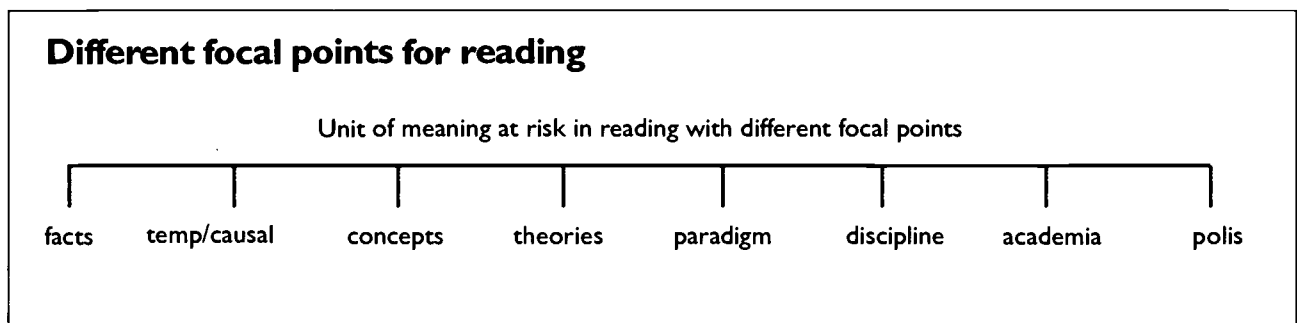 Different focal points for reading
Unit of meaning at risk in reading with different focal points
facts temp/causal concepts theories paradigm discipline academia polis